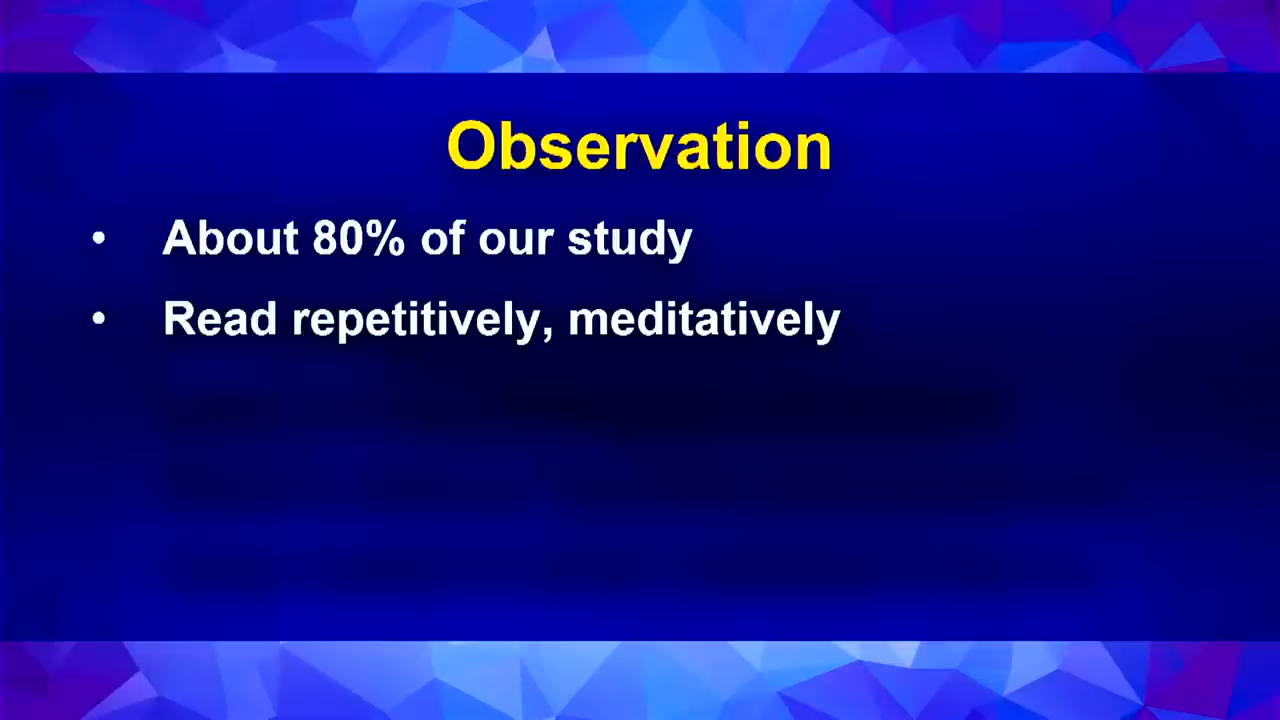 Observation
• About 80% of our study
• Read repetitively, meditatively